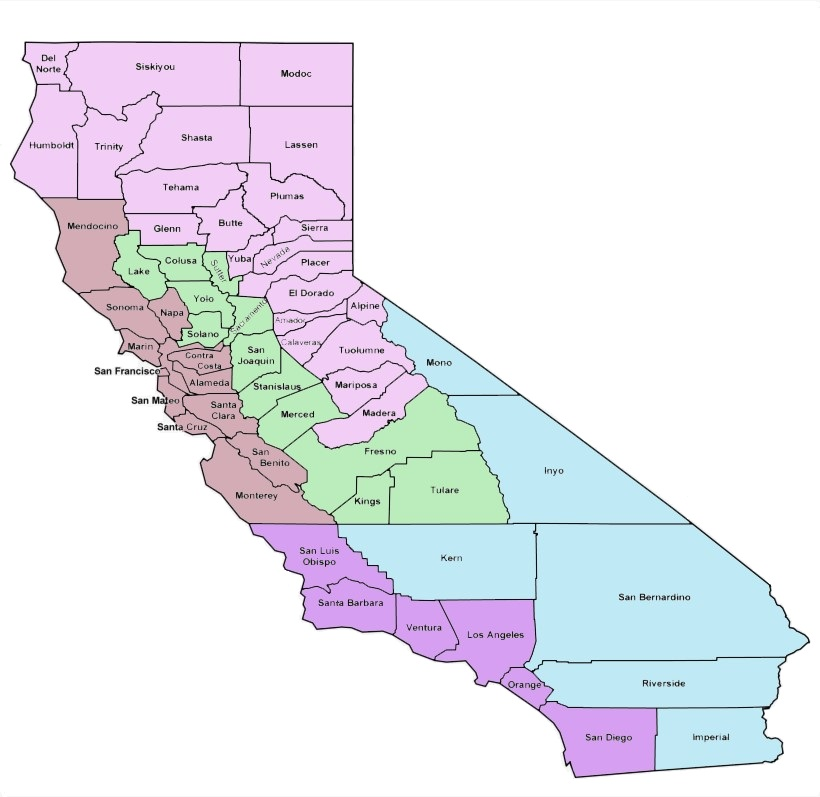 Del
Norte
Siskiyou
Modoc
Humboldt
Trinity
Shasta
Lassen
Tehama
Plumas
Mendocino
Glenn
Butte
Sierra
Lake
Colusa
Sutter
Yuba
Nevada
Placer
Sonoma
Napa
Yolo
Sacramento
El Dorado
Alpine
Solano
Amador
Marin
Contra
Costa
San
Joaquin
Calaveras
Tuolumne
Mono
San Francisco
Alameda
Stanislaus
Mariposa
San Mateo
Santa
Clara
Merced
Madera
Santa Cruz
San
Benito
Fresno
Inyo
Monterey
Kings
Tulare
San Luis
Obispo
Kern
San Bernardino
Santa Barbara
Ventura
Los Angeles
Orange
Riverside
San Diego
Imperial